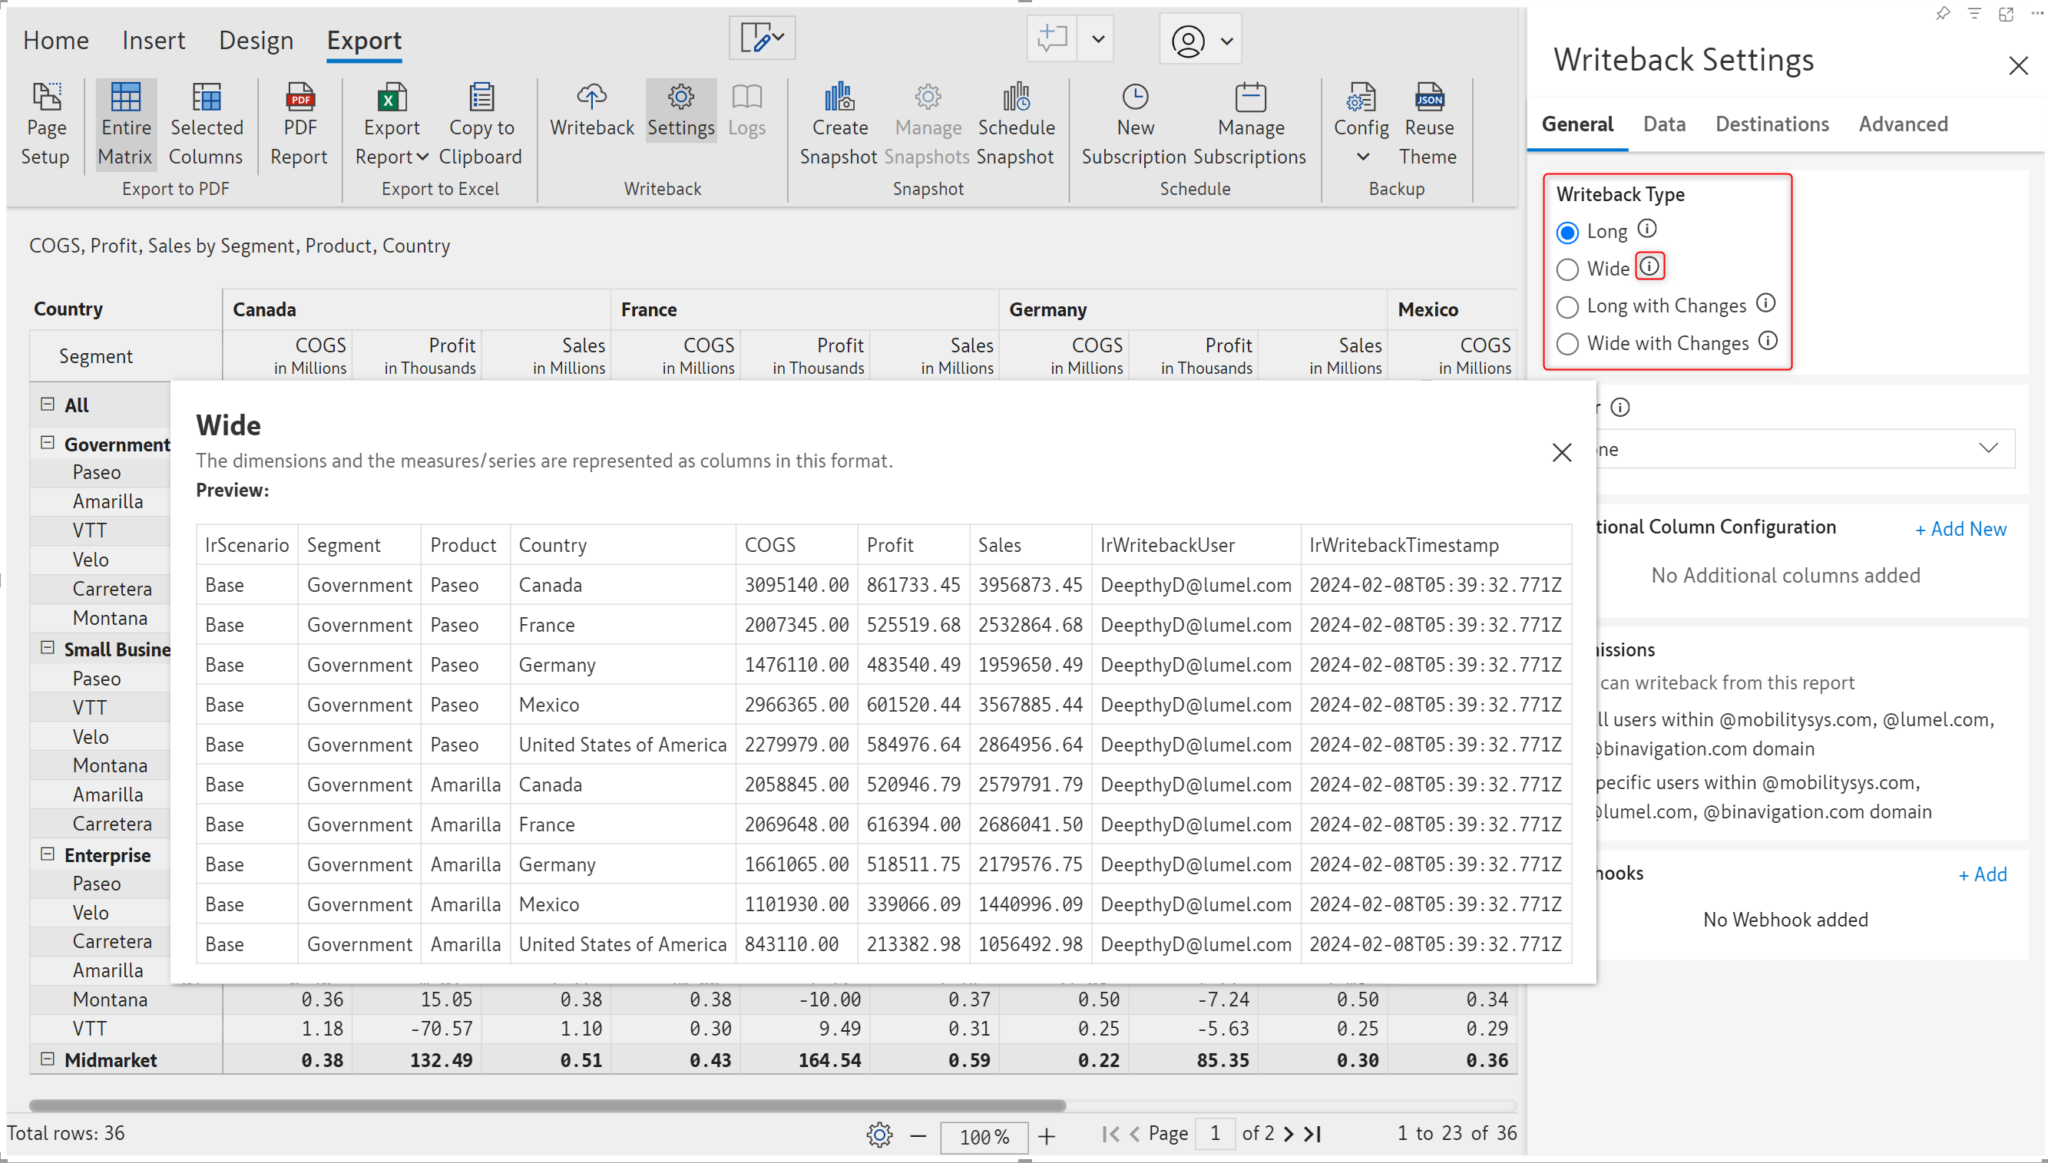 Home Insert Design Export
Page Setup
Entire Matrix
Selected Columns
Export to PDF
PDF
PDF Report
X
Export Report
Copy to Clipboard
Export to Excel
Writeback
Settings
Logs
Writeback
Create Snapshot
Manage Snapshots
Schedule Snapshot
Snapshot
New Subscription
Manage Subscriptions
Schedule
Config
JSON
Reuse Theme
Backup
COGS, Profit, Sales by Segment, Product, Country
Country Canada France Germany Mexico
Segment COGS in Millions Profit in Thousands Sales in Millions COGS in Millions Profit in Thousands Sales in Millions COGS in Millions Profit in Thousands Sales in Millions COGS in Millions
All
Government
Paseo
Amarilla
VTT
Velo
Carretera
Montana
Small Busine
Paseo
VTT
Velo
Montana
Amarilla
Carretera
Enterprise
Paseo
Velo
Carretera
Amarilla
Montana 0.36 15.05 0.38 0.38 -10.00 0.37 0.50 -7.24 0.50 0.34
VTT 1.18 -70.57 1.10 0.30 9.49 0.31 0.25 -5.63 0.25 0.29
Midmarket 0.38 132.49 0.51 0.43 164.54 0.59 0.22 85.35 0.30 0.36
Total rows: 36
100 %
Page 1 of 2
1 to 23 of 36
Wide
The dimensions and the measures/series are represented as columns in this format.
Preview:
IrScenario Segment Product Country COGS Profit Sales IrWritebackUser IrWritebackTimestamp
Base Government Paseo Canada 3095140.00 861733.45 3956873.45 DeepthyD@lumel.com 2024-02-08T05:39:32.771Z
Base Government Paseo France 2007345.00 525519.68 2532864.68 DeepthyD@lumel.com 2024-02-08T05:39:32.771Z
Base Government Paseo Germany 1476110.00 483540.49 1959650.49 DeepthyD@lumel.com 2024-02-08T05:39:32.771Z
Base Government Paseo Mexico 2966365.00 601520.44 3567885.44 DeepthyD@lumel.com 2024-02-08T05:39:32.771Z
Base Government Paseo United States of America 2279979.00 584976.64 2864956.64 DeepthyD@lumel.com 2024-02-08T05:39:32.771Z
Base Government Amarilla Canada 2058845.00 520946.79 2579791.79 DeepthyD@lumel.com 2024-02-08T05:39:32.771Z
Base Government Amarilla France 2069648.00 616394.00 2686041.50 DeepthyD@lumel.com 2024-02-08T05:39:32.771Z
Base Government Amarilla Germany 1661065.00 518511.75 2179576.75 DeepthyD@lumel.com 2024-02-08T05:39:32.771Z
Base Government Amarilla Mexico 1101930.00 339066.09 1440996.09 DeepthyD@lumel.com 2024-02-08T05:39:32.771Z
Base Government Amarilla United States of America 843110.00 213382.98 1056492.98 DeepthyD@lumel.com 2024-02-08T05:39:32.771Z
Writeback Settings
General Data Destinations Advanced
Writeback Type
Long
Wide
Long with Changes
Wide with Changes
r
ne
tional Column Configuration + Add New
No Additional columns added
issions
can writeback from this report
ll users within @mobilitysys.com, @lumel.com,
@binavigation.com domain
pecific users within @mobilitysys.com,
@lumel.com, @binavigation.com domain
hooks + Add
No Webhook added